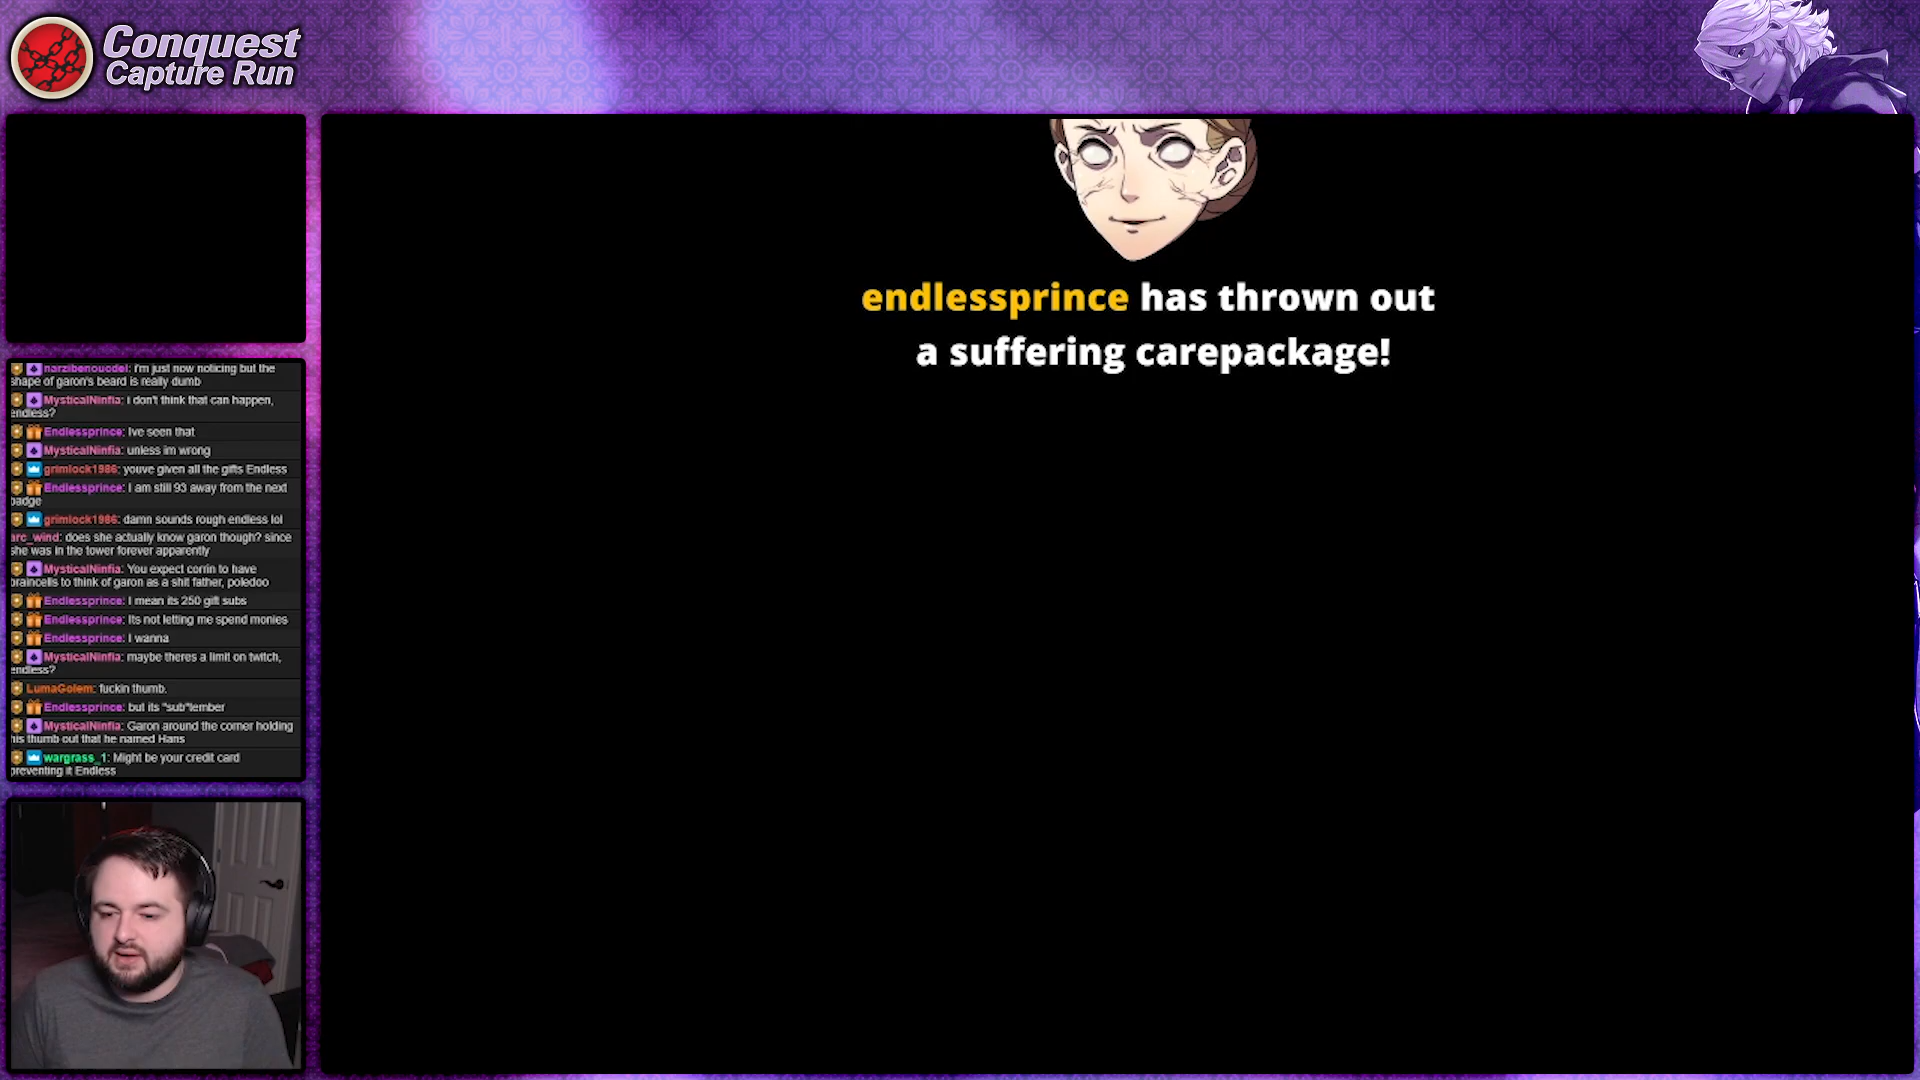 Conquest
Capture Run
endlessprince has thrown out
a suffering carepackage!
narzibenoucdel: i'm just now noticing but the
shape of garon's beard is really dumb
MysticalNinfia: i don't think that can happen,
endless?
Endlessprince: Ive seen that
MysticalNinfia: unless im wrong
grimlock1986: youve given all the gifts Endless
Endlessprince: I am still 93 away from the next
badge
grimlock1986: damn sounds rough endless lol
arc_wind: does she actually know garon though? since
she was in the tower forever apparently
MysticalNinfia: You expect corrin to have
braincells to think of garon as a shit father, poledoo
Endlessprince: I mean its 250 gift subs
Endlessprince: Its not letting me spend monies
Endlessprince: I wanna
MysticalNinfia: maybe theres a limit on twitch,
endless?
LumaGolem: fuckin thumb.
Endlessprince: but its "sub"tember
MysticalNinfia: Garon around the corner holding
his thumb out that he named Hans
wargrass_1: Might be your credit card
preventing it Endless